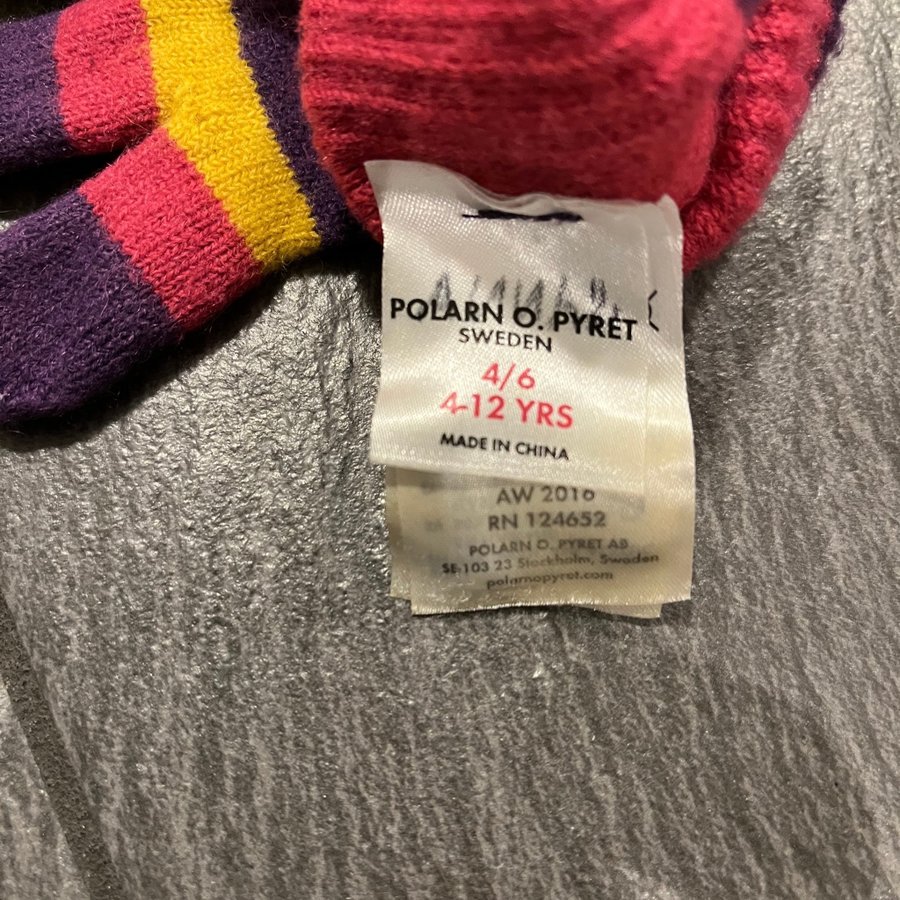 POLARN O. PYRET
SWEDEN
4/6
4-12 YRS
MADE IN CHINA
AW 2016
RN 124652
POLARN O. PYRET AB
SE-103 23 Stockholm, Sweden
polarnopyret.com